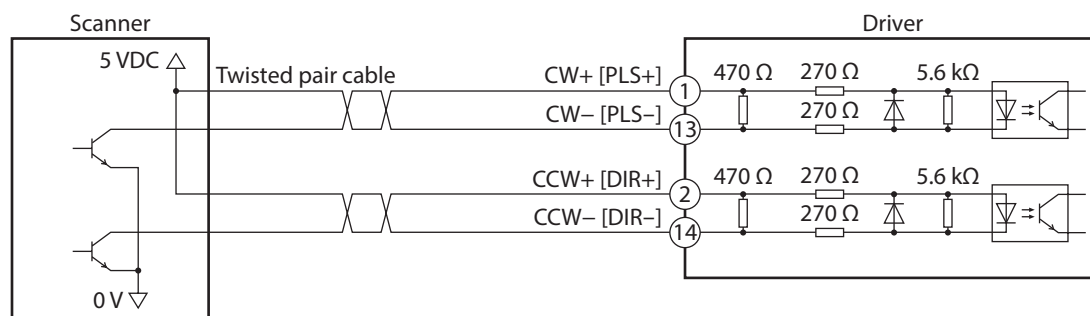 Scanner
Driver
5 VDC
Twisted pair cable
CW+ [PLS+]
1
470 Ω
270 Ω
5.6 kΩ
CW– [PLS–]
13
270 Ω
CCW+ [DIR+]
2
470 Ω
270 Ω
5.6 kΩ
CCW– [DIR–]
14
270 Ω
0 V